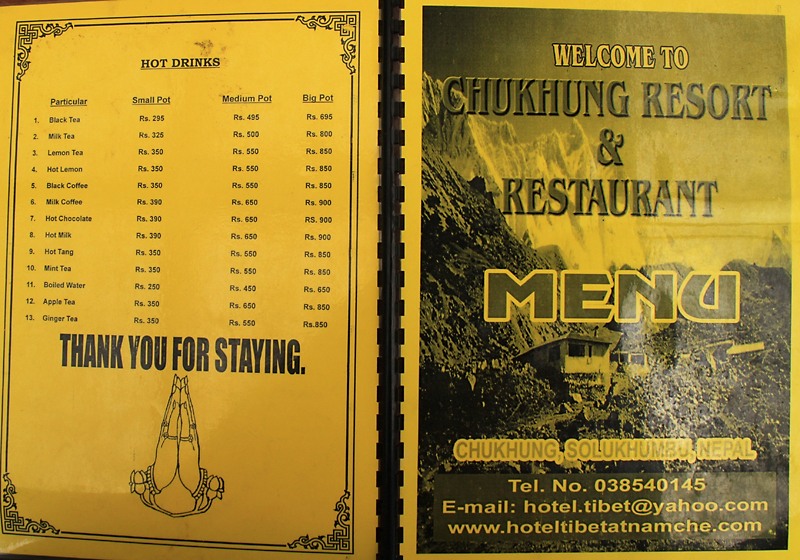 HOT DRINKS
Particular Small Pot Medium Pot Big Pot
1. Black Tea Rs. 295 Rs. 495 Rs. 695
2. Milk Tea Rs. 325 Rs. 500 Rs. 800
3. Lemon Tea Rs. 350 Rs. 550 Rs. 850
4. Hot Lemon Rs. 350 Rs. 550 Rs. 850
5. Black Coffee Rs. 350 Rs. 550 Rs. 850
6. Milk Coffee Rs. 390 Rs. 650 Rs. 900
7. Hot Chocolate Rs. 390 Rs. 650 RS. 900
8. Hot Milk Rs. 390 Rs. 650 Rs. 900
9. Hot Tang Rs. 350 Rs. 550 Rs. 850
10. Mint Tea Rs. 350 Rs. 550 Rs. 850
11. Boiled Water Rs. 250 Rs. 450 Rs. 650
12. Apple Tea Rs. 350 Rs. 650 Rs. 850
13. Ginger Tea Rs. 350 Rs. 550 Rs.850
THANK YOU FOR STAYING.
WELCOME TO
CHUKHUNG RESORT
&
RESTAURANT
MENU
CHUKHUNG, SOLUKHUMBU, NEPAL
Tel. No. 038540145
E-mail: hotel.tibet@yahoo.com
www.hoteltibetatnamche.com